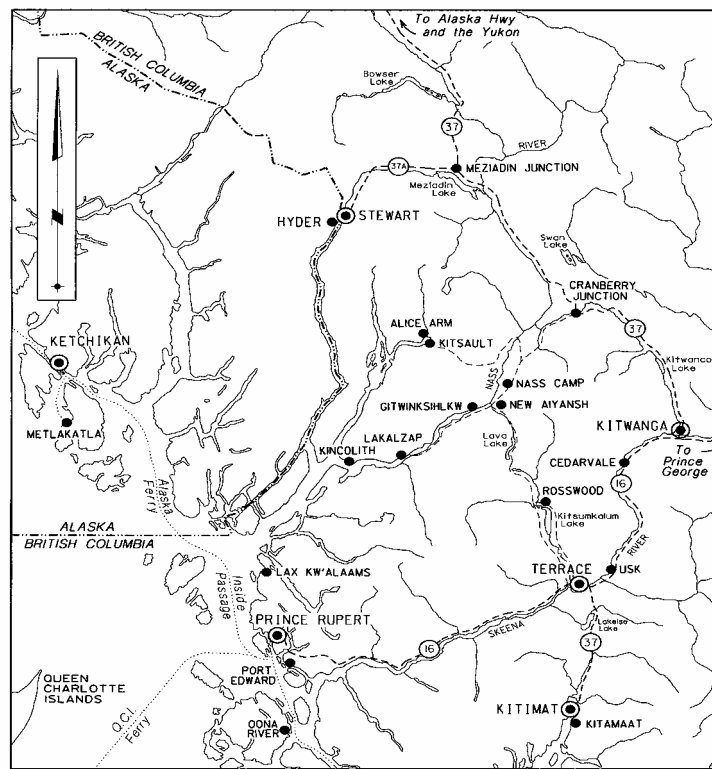 To Alaska Hwy
and the Yukon
BRITISH COLUMBIA
ALASKA
Bowser
Lake
37
RIVER
37A
MEZIADIN JUNCTION
Meziadin
Lake
HYDER
STEWART
Swan
Lake
CRANBERRY
JUNCTION
ALICE ARM
KITSAULT
37
KETCHIKAN
Kitwanco
Lake
NASS
NASS CAMP
GITWINKSIHLKW
NEW AIYANSH
METLAKATLA
KITWANGA
LAKALZAP
Lava
Lake
KINCOLITH
To
Prince
George
CEDARVALE
16
Alaska
Ferry
ROSSWOOD
Kitsumkalum
Lake
ALASKA
BRITISH COLUMBIA
RIVER
LAX KW'ALAAMS
TERRACE
USK
Inside
Passage
PRINCE RUPERT
SKEENA
Lakelse
Lake
16
37
PORT
EDWARD
QUEEN
CHARLOTTE
ISLANDS
Q.C.I.
Ferry
OONA
RIVER
KITIMAT
KITAMAAT